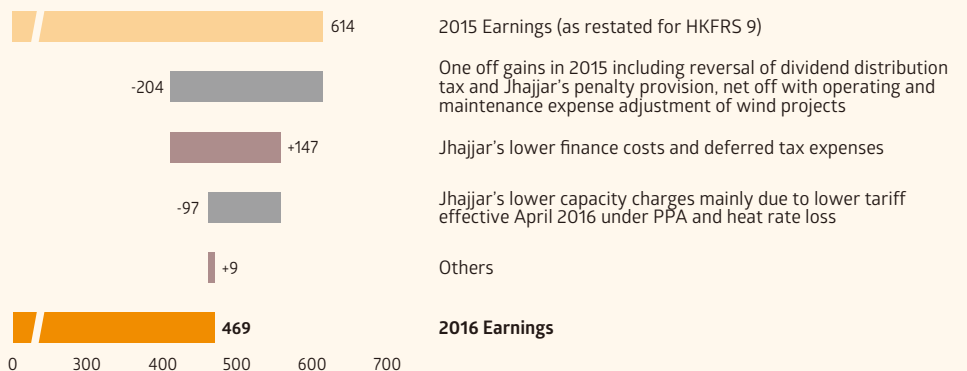 614
2015 Earnings (as restated for HKFRS 9)
-204
One off gains in 2015 including reversal of dividend distribution
tax and Jhajjar’s penalty provision, net off with operating and
maintenance expense adjustment of wind projects
+147
Jhajjar’s lower finance costs and deferred tax expenses
-97
Jhajjar’s lower capacity charges mainly due to lower tariff
effective April 2016 under PPA and heat rate loss
+9
Others
469
2016 Earnings
0 300 400 500 600 700